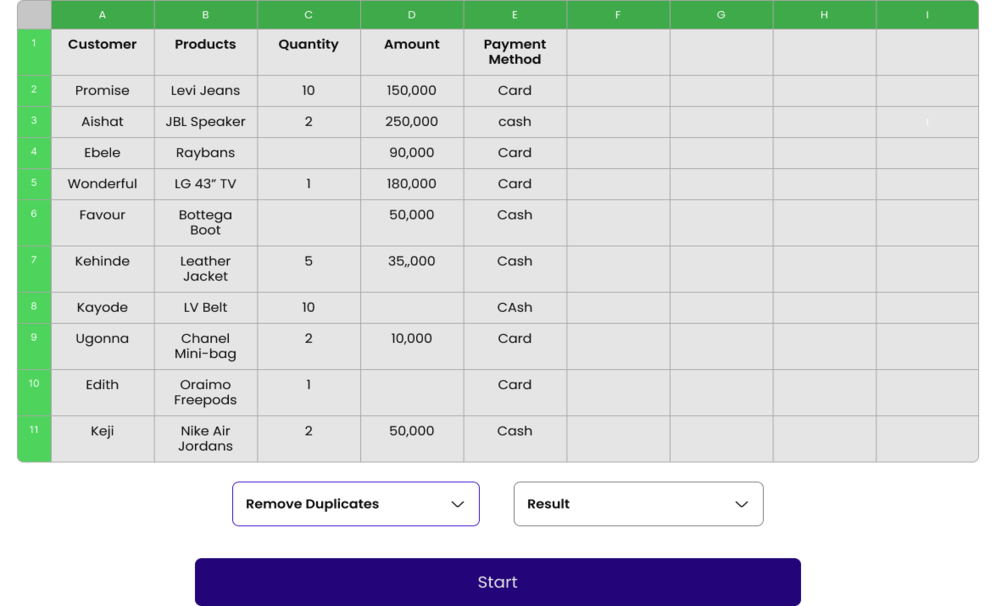 A B C D E F G H I
1 Customer Products Quantity Amount Payment
Method
2 Promise Levi Jeans 10 150,000 Card
3 Aishat JBL Speaker 2 250,000 cash
4 Ebele Raybans 90,000 Card
5 Wonderful LG 43” TV 1 180,000 Card
6 Favour Bottega 50,000 Cash
Boot
7 Kehinde Leather 5 35,,000 Cash
Jacket
8 Kayode LV Belt 10 CAsh
9 Ugonna Chanel 2 10,000 Card
Mini-bag
10 Edith Oraimo 1 Card
Freepods
11 Keji Nike Air 2 50,000 Cash
Jordans
Remove Duplicates Result
Start